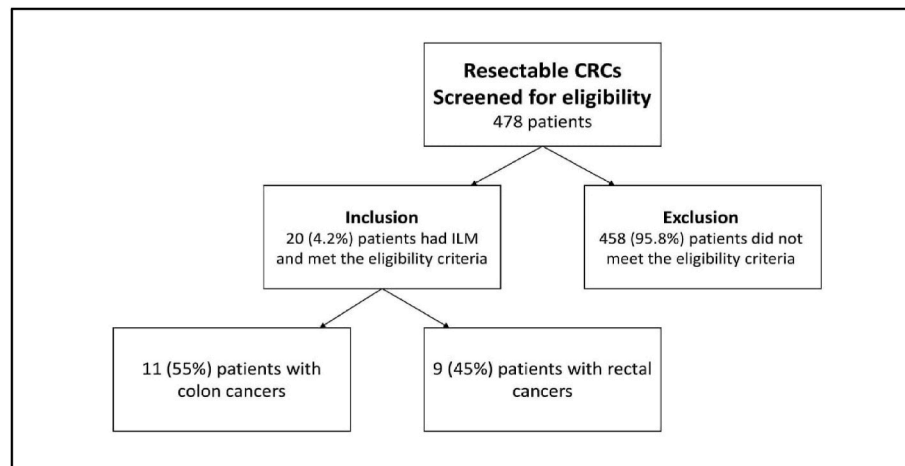 Resectable CRCs
Screened for eligibility
478 patients
Inclusion
20 (4.2%) patients had ILM
and met the eligibility criteria
Exclusion
458 (95.8%) patients did not
meet the eligibility criteria
11 (55%) patients with
colon cancers
9 (45%) patients with rectal
cancers